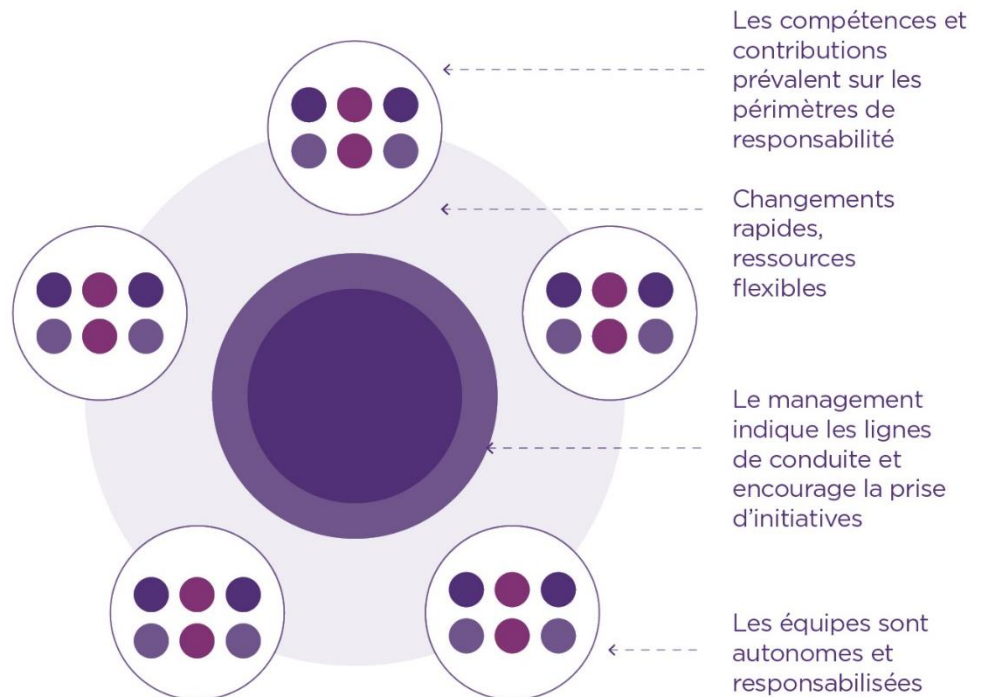 Les compétences et
contributions
prévalent sur les
périmètres de
responsabilité
Changements
rapides,
ressources
flexibles
Le management
indique les lignes
de conduite et
encourage la prise
d'initiatives
Les équipes sont
autonomes et
responsabilisées